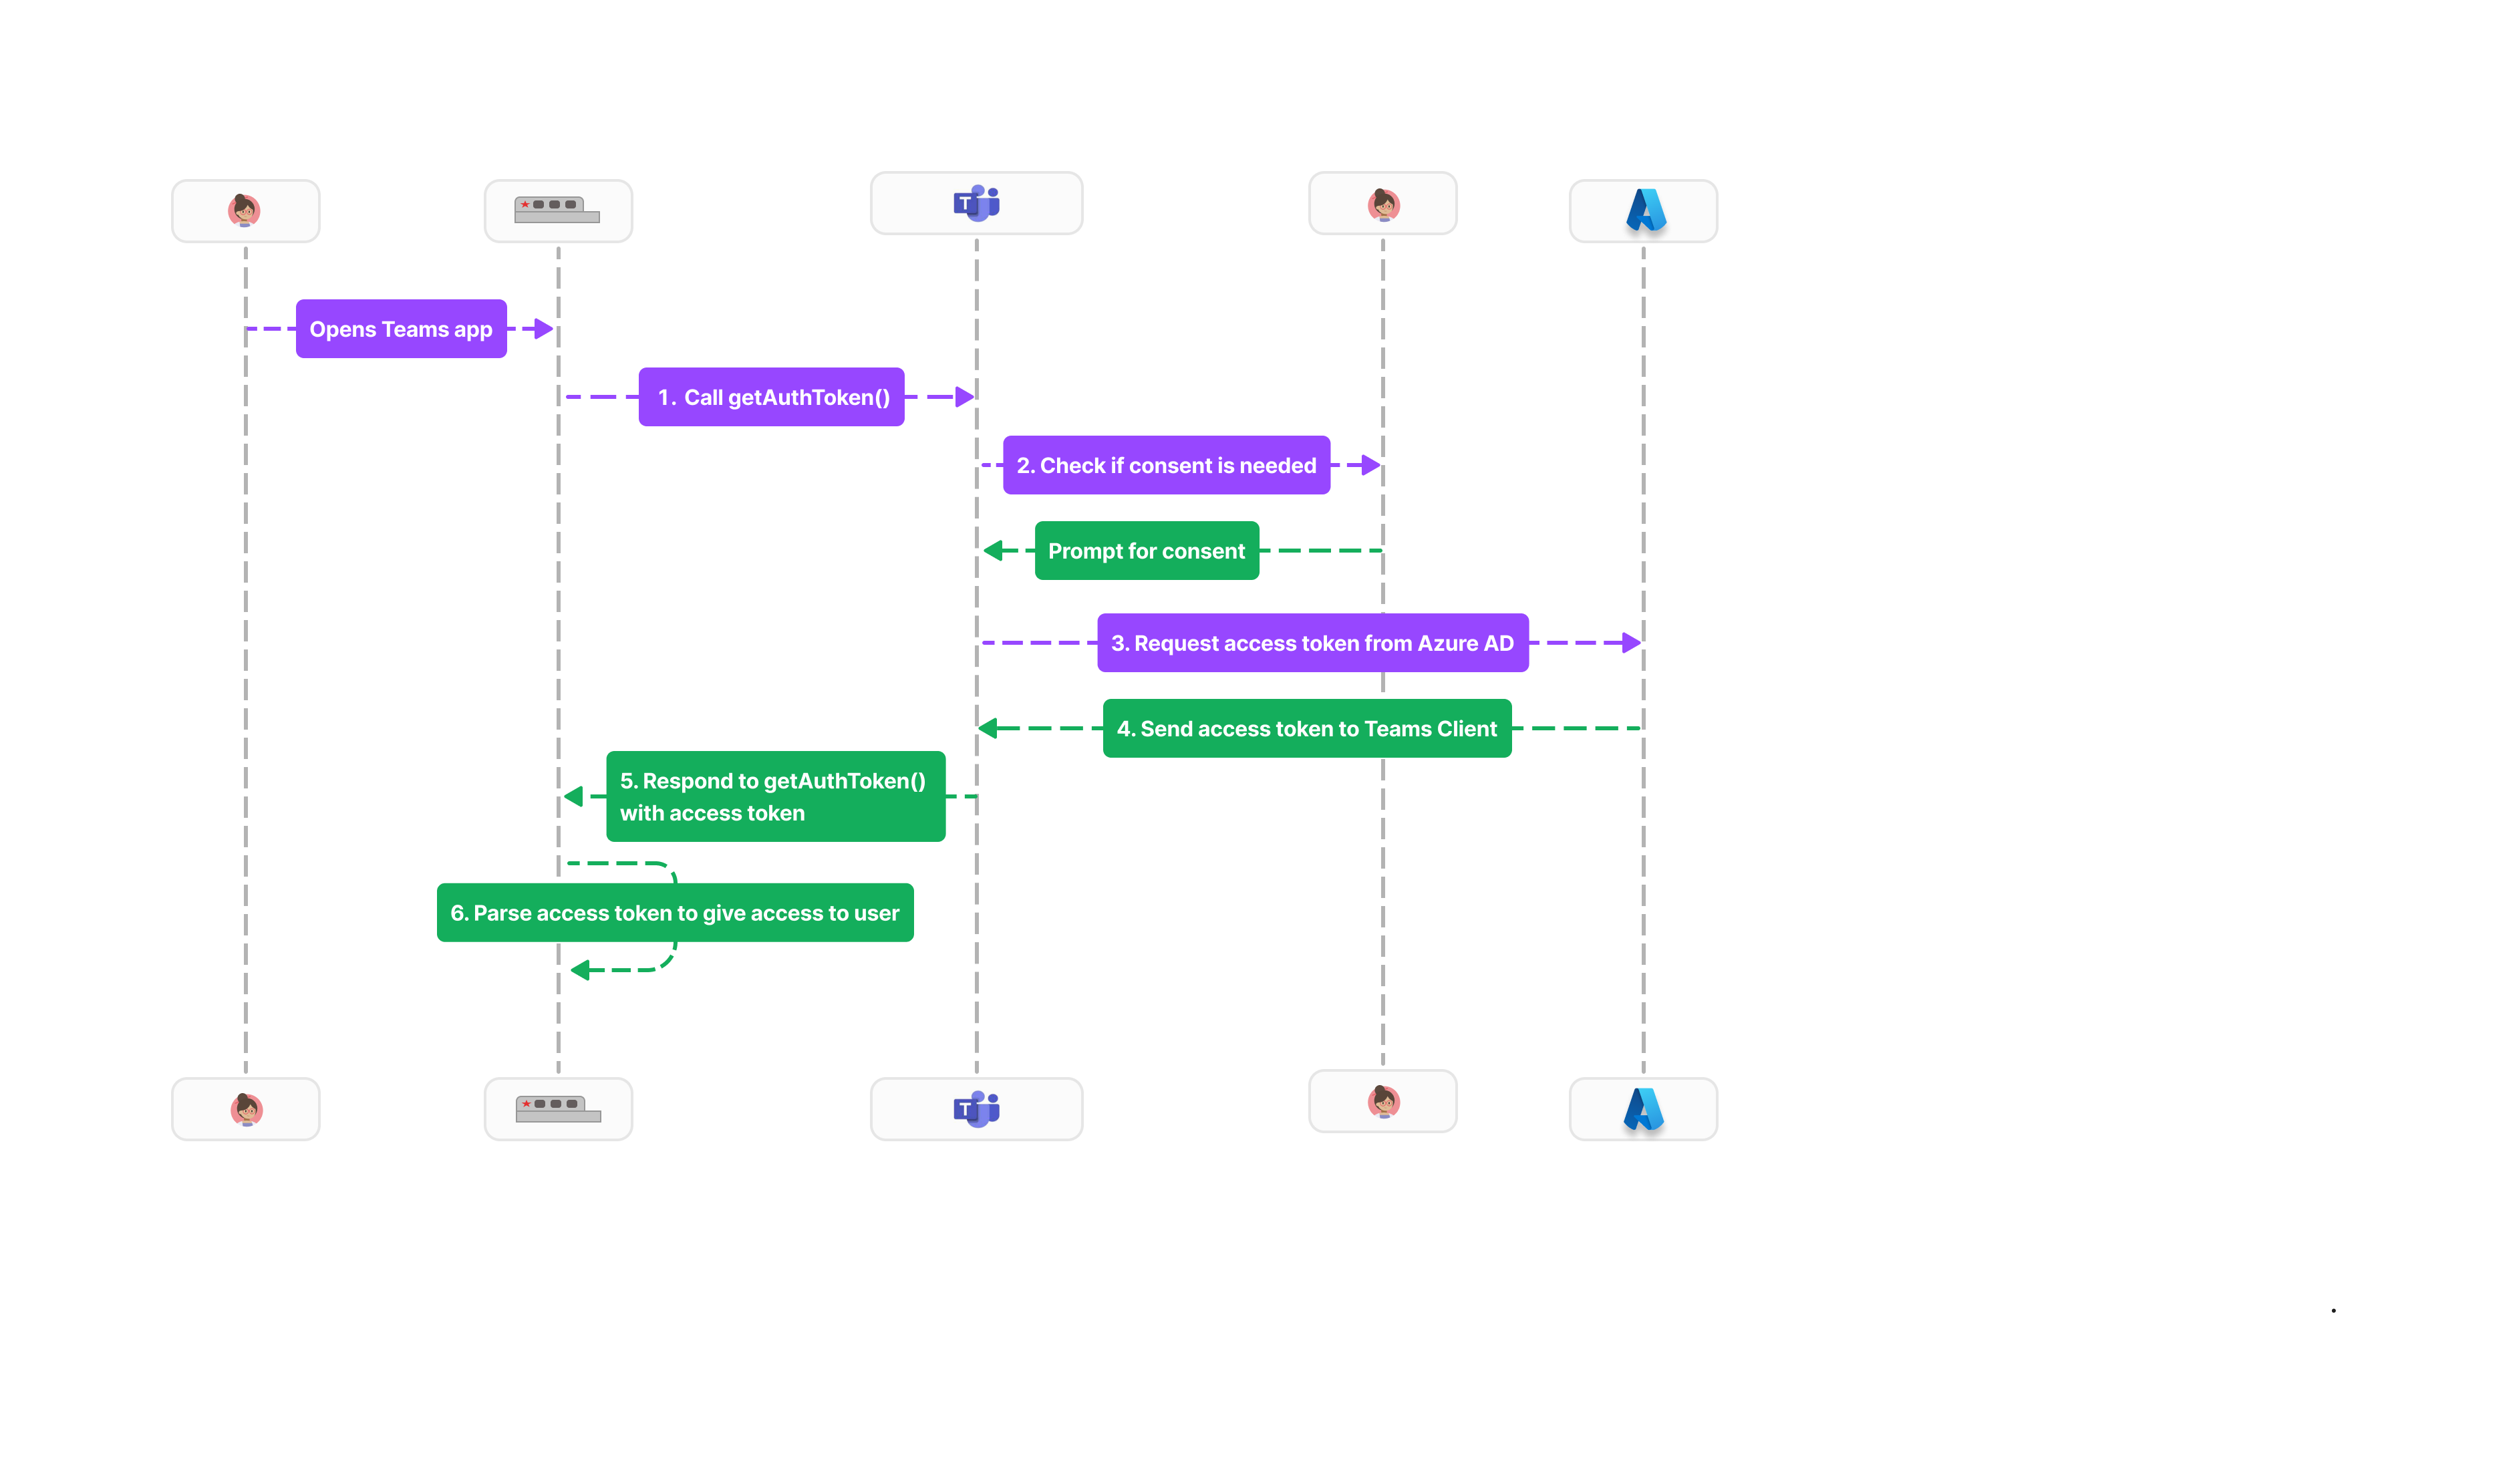 T
Opens Teams app
1. Call getAuthToken()
2. Check if consent is needed
Prompt for consent
3. Request access token from Azure AD
4. Send access token to Teams Client
5. Respond to getAuthToken()
with access token
6. Parse access token to give access to user
T
.